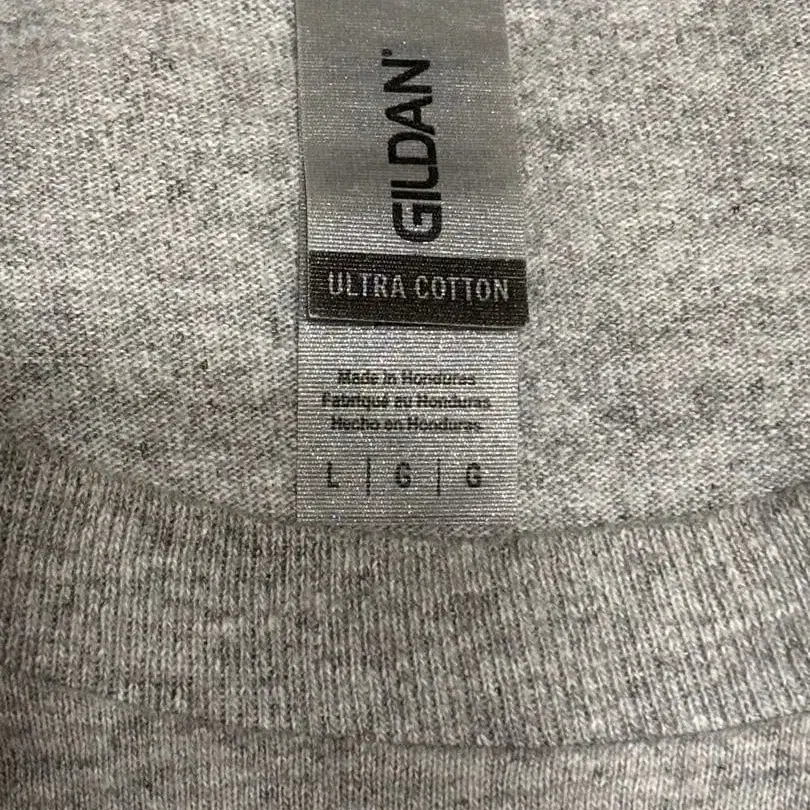 GILDAN®
ULTRA COTTON
Made in Honduras
Fabriqué au Honduras
Hecho en Honduras
L | G | G